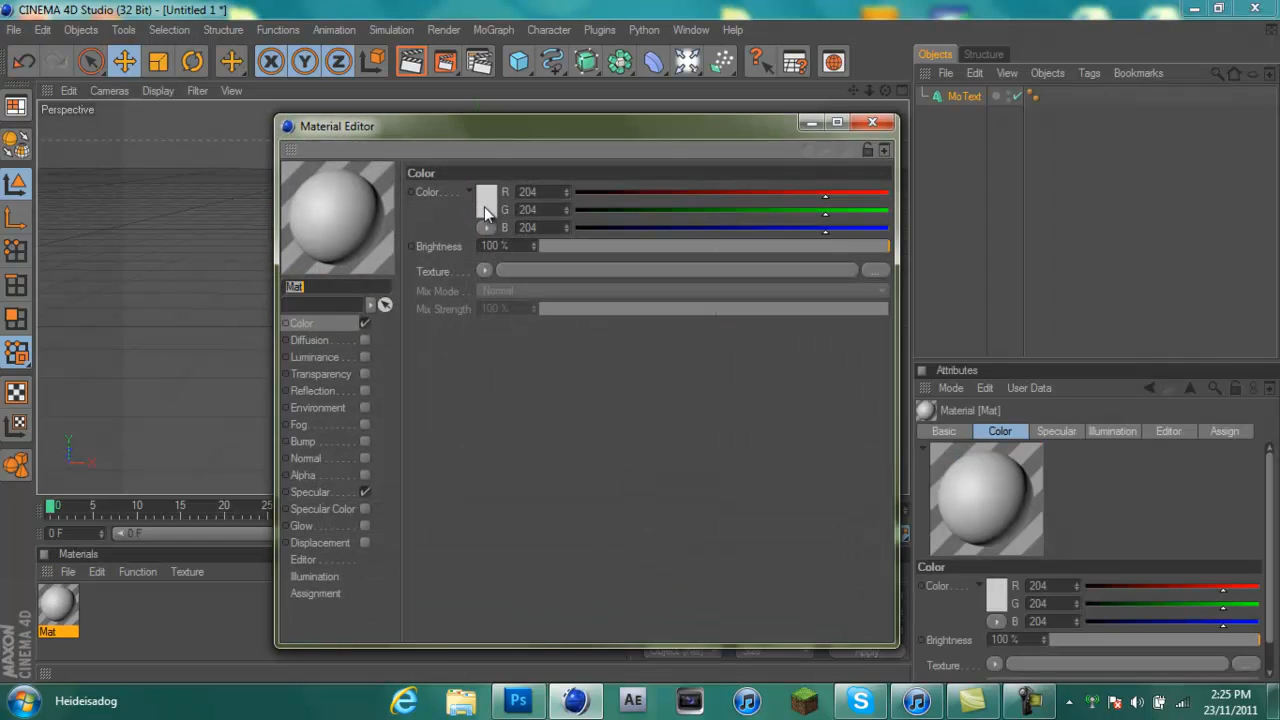 CINEMA 4D Studio (32 Bit) - [Untitled 1 *]
File Edit Objects Tools Selection Structure Functions Animation Simulation Render MoGraph Character Plugins Python Window Help
X Y Z
Objects Structure
File Edit View Objects Tags Bookmarks
MoText
Edit Cameras Display Filter View
Perspective
Material Editor
Color
Color . . . . R 204
G 204
B 204
Brightness 100 %
Texture . . . . ...
Mix Mode . . Normal
Mix Strength 100 %
Mat
Color
Diffusion . . . . .
Luminance . . .
Transparency
Reflection. . . .
Environment
Fog . . . . . . . . .
Bump . . . . . . .
Normal . . . . . .
Alpha . . . . . . .
Specular. . . . .
Specular Color
Glow . . . . . . . .
Displacement
Editor . . . . . . .
Illumination
Assignment
Y X
0 5 10 15 20 25
0 F 0 F
Materials
File Edit Function Texture
Mat
MAXON
CINEMA 4D
Apply
Attributes
Mode Edit User Data
Material [Mat]
Basic Color Specular Illumination Editor Assign
Color
Color . . . . R 204
G 204
B 204
Brightness 100 %
Texture . . . . ...
Heideisadog
Ps AE
2:25 PM
23/11/2011